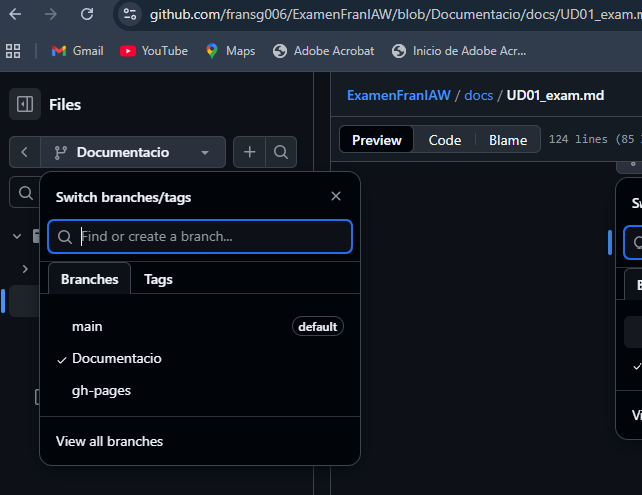 github.com/fransg006/ExamenFranIAW/blob/Documentacio/docs/UD01_exam.m
Gmail YouTube Maps Adobe Acrobat Inicio de Adobe Acr...
Files
ExamenFranIAW / docs / UD01_exam.md
Documentacio
Preview Code Blame 124 lines (85
Switch branches/tags
Find or create a branch...
Branches Tags
main default
Documentacio
gh-pages
View all branches